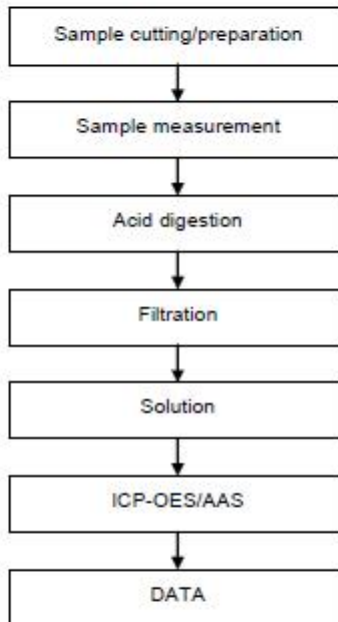 Sample cutting/preparation
Sample measurement
Acid digestion
Filtration
Solution
ICP-OES/AAS
DATA